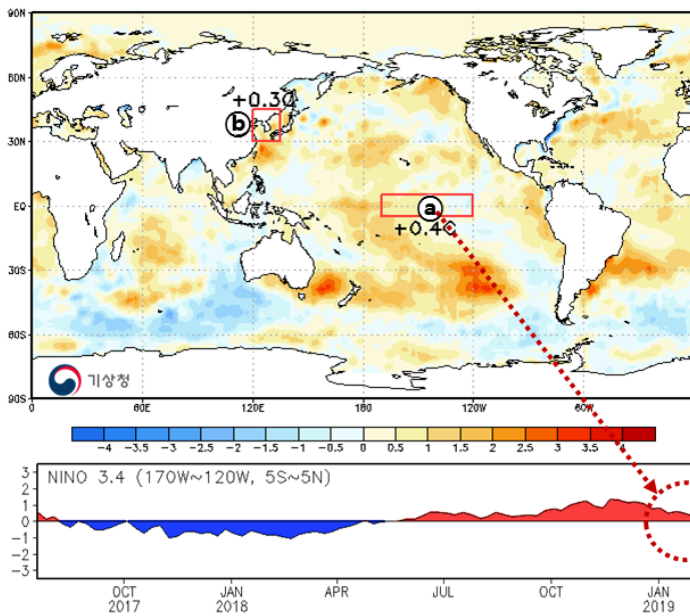 90N
60N
+0.30
ⓑ
30N
EQ
ⓐ
+0.40
30S
60S
기상청
90S
0 60E 120E 180 120W 60W
-4 -3.5 -3 -2.5 -2 -1.5 -1 -0.5 0 0.5 1 1.5 2 2.5 3 3.5 4
3
NINO 3.4 (170W~120W, 5S~5N)
2
1
0
-1
-2
-3
OCT JAN APR JUL OCT JAN
2017 2018 2019